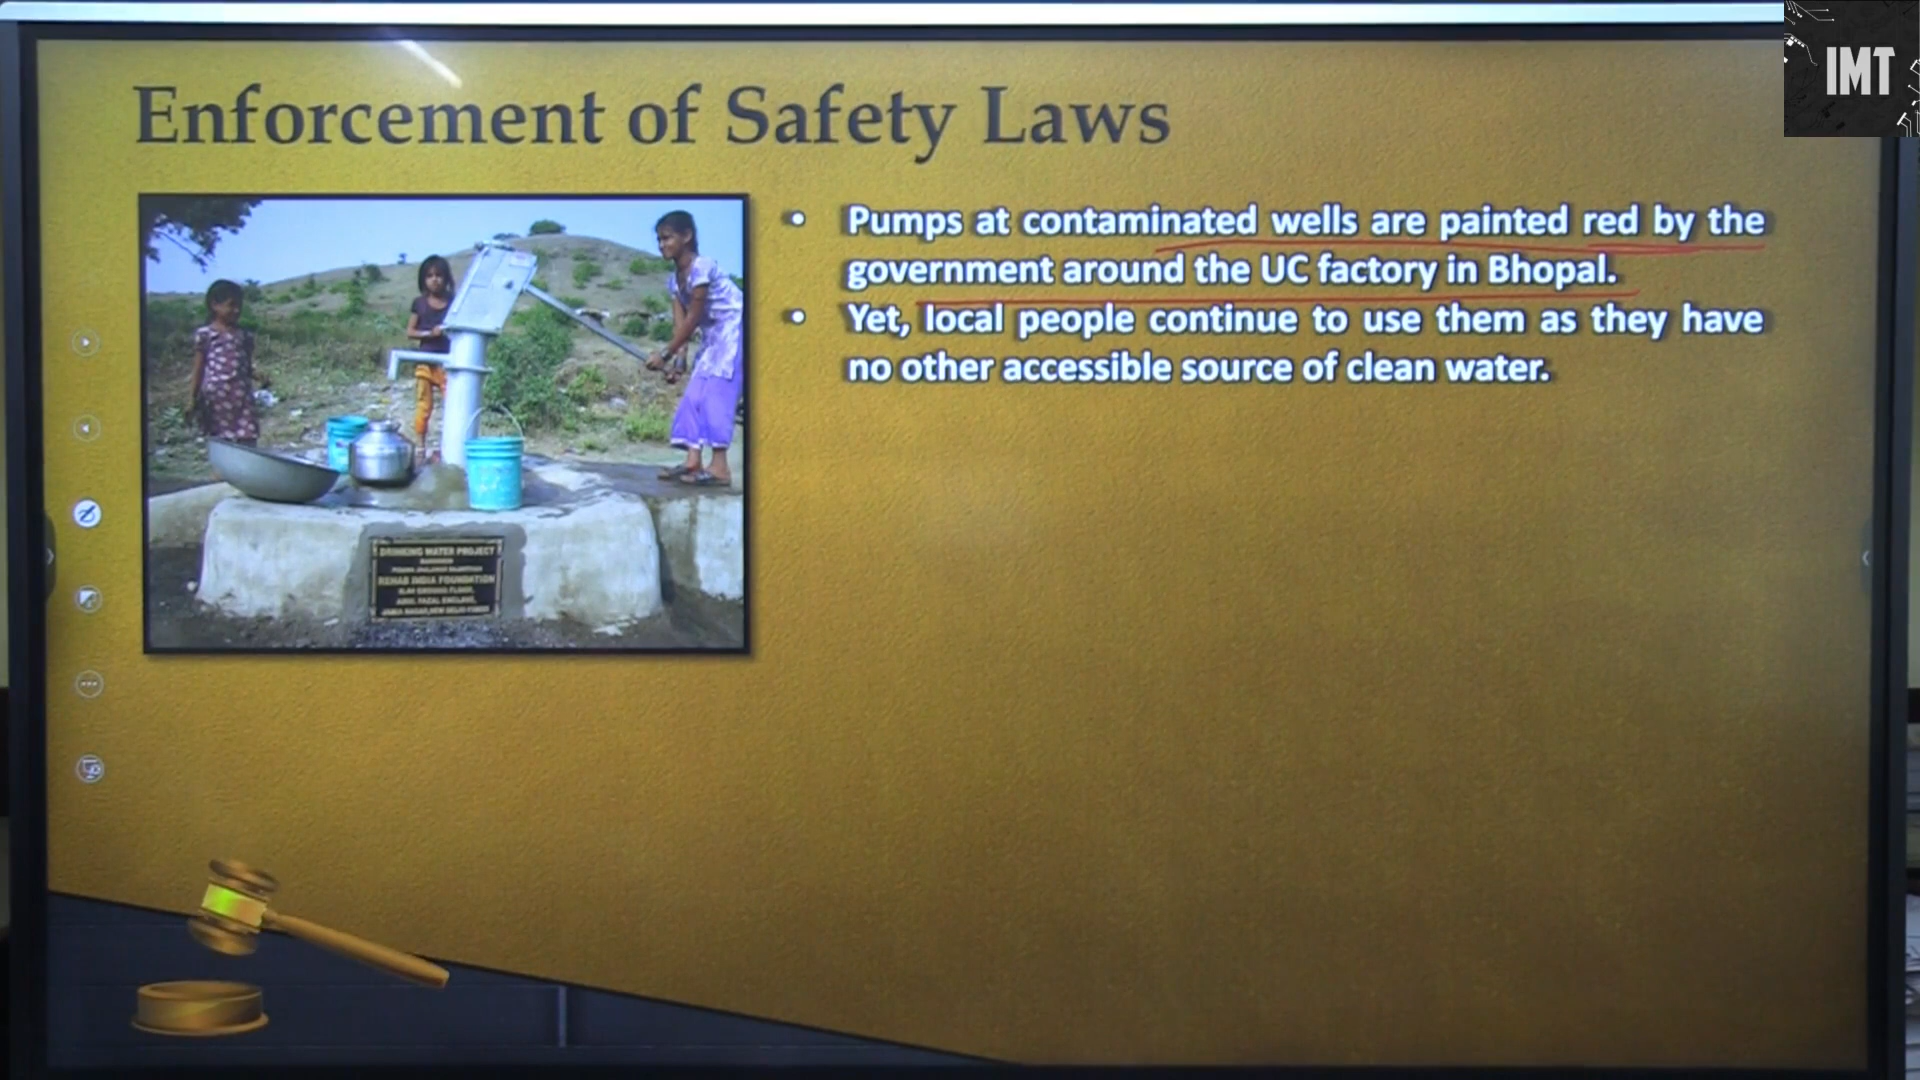 IMT
Enforcement of Safety Laws
• Pumps at contaminated wells are painted red by the
government around the UC factory in Bhopal.
• Yet, local people continue to use them as they have
no other accessible source of clean water.
DRINKING WATER PROJECT
REHAB INDIA FOUNDATION